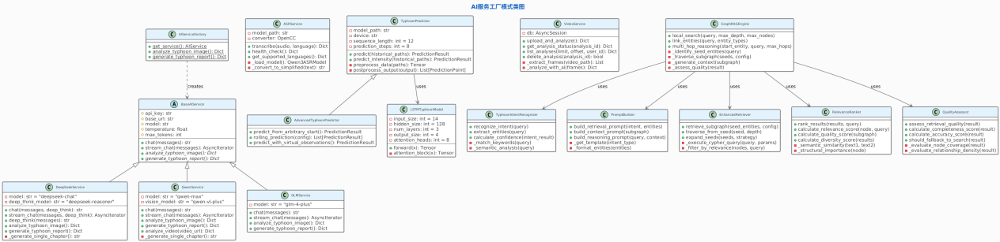 AI服务工厂模式类图
C AIServiceFactory
get_service(): AIService
analyze_typhoon_image(): Dict
generate_typhoon_report(): Dict
creates
A BaseAIService
api_key: str
base_url: str
model: str
temperature: float
max_tokens: int
chat(messages): str
stream_chat(messages): AsyncIterator
analyze_typhoon_image(): Dict
generate_typhoon_report(): Dict
C DeepSeekService
model: str = "deepseek-chat"
deep_think_model: str = "deepseek-reasoner"
chat(messages, deep_think): str
stream_chat(messages, deep_think): AsyncIterator
deep_think(messages): str
analyze_typhoon_image(): Dict
generate_typhoon_report(): Dict
_generate_single_chapter(): str
C QwenService
model: str = "qwen-max"
vision_model: str = "qwen-vl-plus"
chat(messages): str
stream_chat(messages): AsyncIterator
analyze_typhoon_image(): Dict
generate_typhoon_report(): Dict
analyze_video(video_url): Dict
_generate_single_chapter(): str
C GLMService
model: str = "glm-4-plus"
chat(messages): str
stream_chat(messages): AsyncIterator
analyze_typhoon_image(): Dict
generate_typhoon_report(): Dict
C ASRService
model_path: str
converter: OpenCC
transcribe(audio, language): Dict
health_check(): Dict
get_supported_languages(): Dict
_load_model(): Qwen3ASRModel
_convert_to_simplified(text): str
C TyphoonPredictor
model_path: str
device: str
sequence_length: int = 12
prediction_steps: int = 8
predict(historical_paths): PredictionResult
predict_intensity(historical_paths): PredictionResult
preprocess_data(paths): Tensor
postprocess_output(output): List[PredictionPoint]
uses
C AdvancedTyphoonPredictor
predict_from_arbitrary_start(): PredictionResult
rolling_prediction(config): List[PredictionResult]
predict_with_virtual_observations(): PredictionResult
C LSTMTyphoonModel
input_size: int = 14
hidden_size: int = 128
num_layers: int = 3
output_size: int = 4
attention_heads: int = 8
forward(x): Tensor
attention_block(x): Tensor
C VideoService
db: AsyncSession
upload_and_analyze(): Dict
get_analysis_status(analysis_id): Dict
list_analyses(limit, offset, user_id): Dict
delete_analysis(analysis_id): bool
_extract_frames(video_path): List
_analyze_with_ai(frames): Dict
C GraphRAGEngine
local_search(query, max_depth, max_nodes)
link_entities(query, entity_types)
multi_hop_reasoning(start_entity, query, max_hops)
_identify_seed_entities(query)
_traverse_subgraph(seeds, config)
_generate_context(subgraph)
_assess_quality(result)
uses
uses
uses
uses
uses
C TyphoonIntentRecognizer
recognize_intent(query)
extract_entities(query)
calculate_confidence(intent_result)
_match_keywords(query)
_semantic_analysis(query)
C PromptBuilder
build_retrieval_prompt(intent, entities)
build_context_prompt(subgraph)
build_reasoning_prompt(query, context)
_get_template(intent_type)
_format_entities(entities)
C EnhancedRetriever
retrieve_subgraph(seed_entities, config)
traverse_from_seed(seed, depth)
expand_seeds(seeds, strategy)
_execute_cypher_query(query, params)
_filter_by_relevance(nodes, query)
C RelevanceRanker
rank_results(results, query)
calculate_relevance_score(node, query)
calculate_quality_score(subgraph)
calculate_diversity_score(results)
_semantic_similarity(text1, text2)
_structural_importance(node)
C QualityAssessor
assess_retrieval_quality(result)
calculate_completeness_score(result)
calculate_accuracy_score(result)
should_fallback_to_search(result)
_evaluate_node_coverage(result)
_evaluate_relationship_density(result)